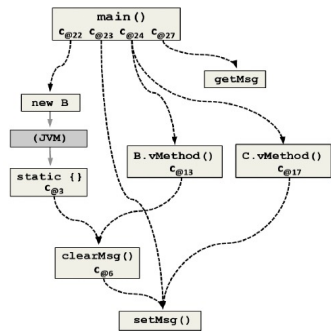 main()
c@22 c@23 c@24 c@27
getMsg
new B
(JVM)
static {}
c@3
B.vMethod()
c@13
C.vMethod()
c@17
clearMsg()
c@6
setMsg()